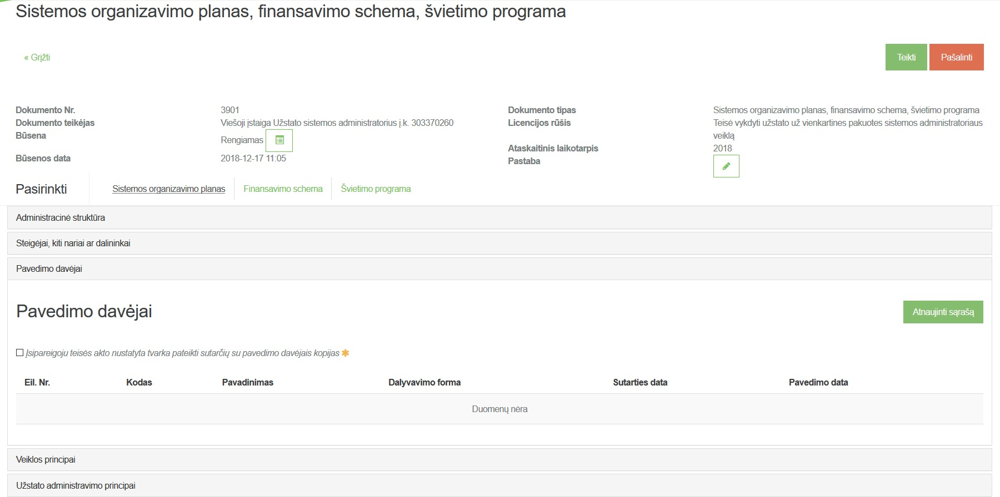 Sistemos organizavimo planas, finansavimo schema, švietimo programa
« Grįžti
Teikti
Pašalinti
Dokumento Nr.
3901
Dokumento teikėjas
Viešoji įstaiga Užstato sistemos administratorius į.k. 303370260
Būsena
Rengiamas
Būsenos data
2018-12-17 11:05
Dokumento tipas
Sistemos organizavimo planas, finansavimo schema, švietimo programa
Licencijos rūšis
Teisė vykdyti užstato už vienkartines pakuotes sistemos administratoriaus
veiklą
Ataskaitinis laikotarpis
2018
Pastaba
Pasirinkti
Sistemos organizavimo planas
Finansavimo schema
Švietimo programa
Administracinė struktūra
Steigėjai, kiti nariai ar dalininkai
Pavedimo davėjai
Pavedimo davėjai
Atnaujinti sąrašą
Įsipareigoju teisės akto nustatyta tvarka pateikti sutarčių su pavedimo davėjais kopijas ✱
Eil. Nr.
Kodas
Pavadinimas
Dalyvavimo forma
Sutarties data
Pavedimo data
Duomenų nėra
Veiklos principai
Užstato administravimo principai